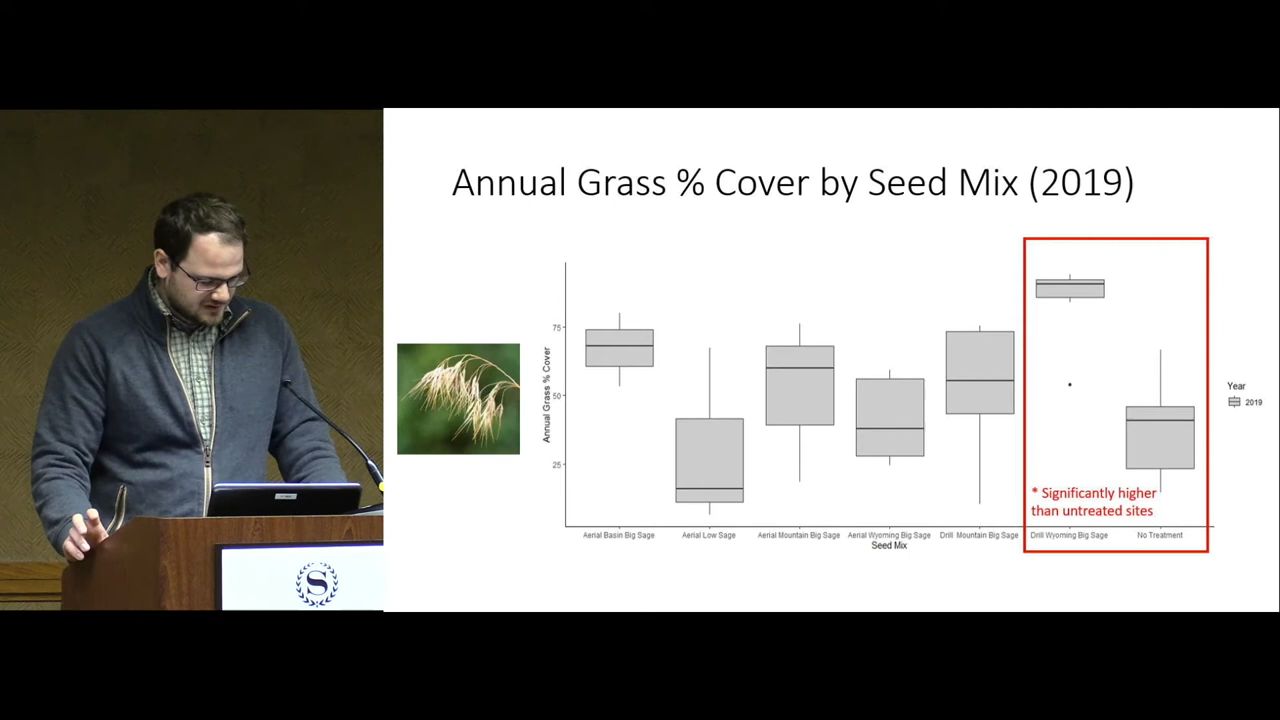 Annual Grass % Cover by Seed Mix (2019)
Annual Grass % Cover
75
50
25
* Significantly higher
than untreated sites
Aerial Basin Big Sage
Aerial Low Sage
Aerial Mountain Big Sage
Aerial Wyoming Big Sage
Drill Mountain Big Sage
Drill Wyoming Big Sage
No Treatment
Seed Mix
Year
2019
S